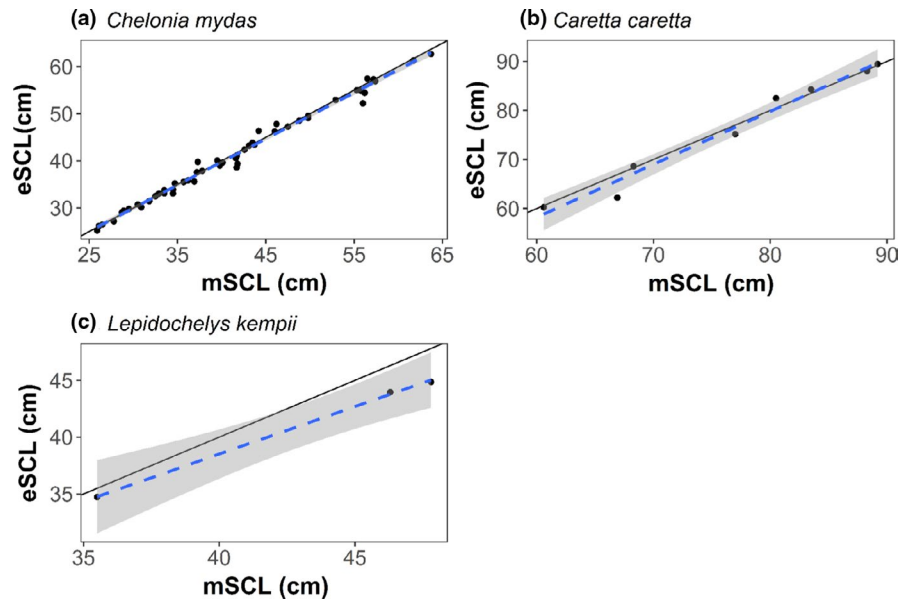 (a) Chelonia mydas
eSCL(cm)
60
50
40
30
25
35
45
55
65
mSCL (cm)
(b) Caretta caretta
eSCL (cm)
90
80
70
60
60
70
80
90
mSCL (cm)
(c) Lepidochelys kempii
eSCL (cm)
45
40
35
35
40
45
mSCL (cm)